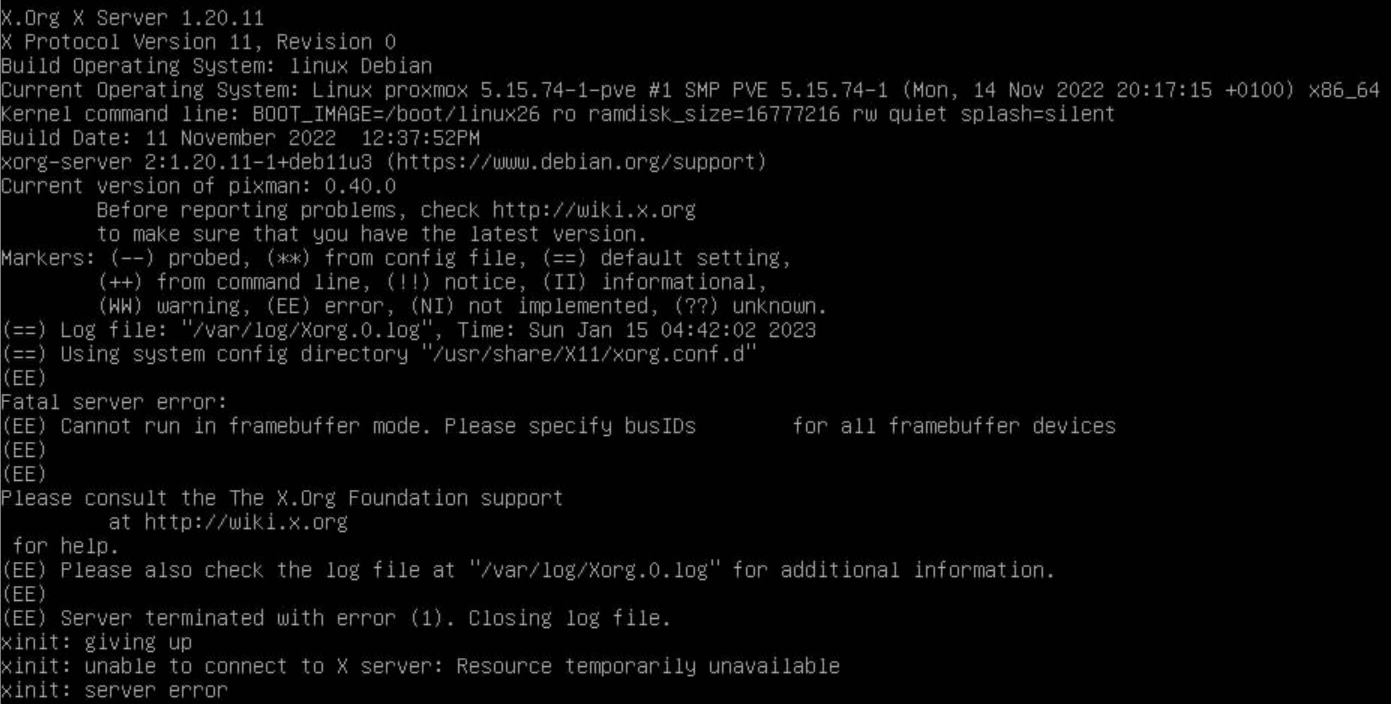 X.Org X Server 1.20.11
X Protocol Version 11, Revision 0
Build Operating System: linux Debian
Current Operating System: Linux proxmox 5.15.74-1-pve #1 SMP PVE 5.15.74-1 (Mon, 14 Nov 2022 20:17:15 +0100) x86_64
Kernel command line: BOOT_IMAGE=/boot/linux26 ro ramdisk_size=16777216 rw quiet splash=silent
Build Date: 11 November 2022  12:37:52PM
xorg-server 2:1.20.11-1+deb11u3 (https://www.debian.org/support)
Current version of pixman: 0.40.0
        Before reporting problems, check http://wiki.x.org
        to make sure that you have the latest version.
Markers: (--) probed, (**) from config file, (==) default setting,
        (++) from command line, (!!) notice, (II) informational,
        (WW) warning, (EE) error, (NI) not implemented, (??) unknown.
(==) Log file: "/var/log/Xorg.0.log", Time: Sun Jan 15 04:42:02 2023
(==) Using system config directory "/usr/share/X11/xorg.conf.d"
(EE)
Fatal server error:
(EE) Cannot run in framebuffer mode. Please specify busIDs        for all framebuffer devices
(EE)
(EE)
Please consult the The X.Org Foundation support
         at http://wiki.x.org
 for help.
(EE) Please also check the log file at "/var/log/Xorg.0.log" for additional information.
(EE)
(EE) Server terminated with error (1). Closing log file.
xinit: giving up
xinit: unable to connect to X server: Resource temporarily unavailable
xinit: server error